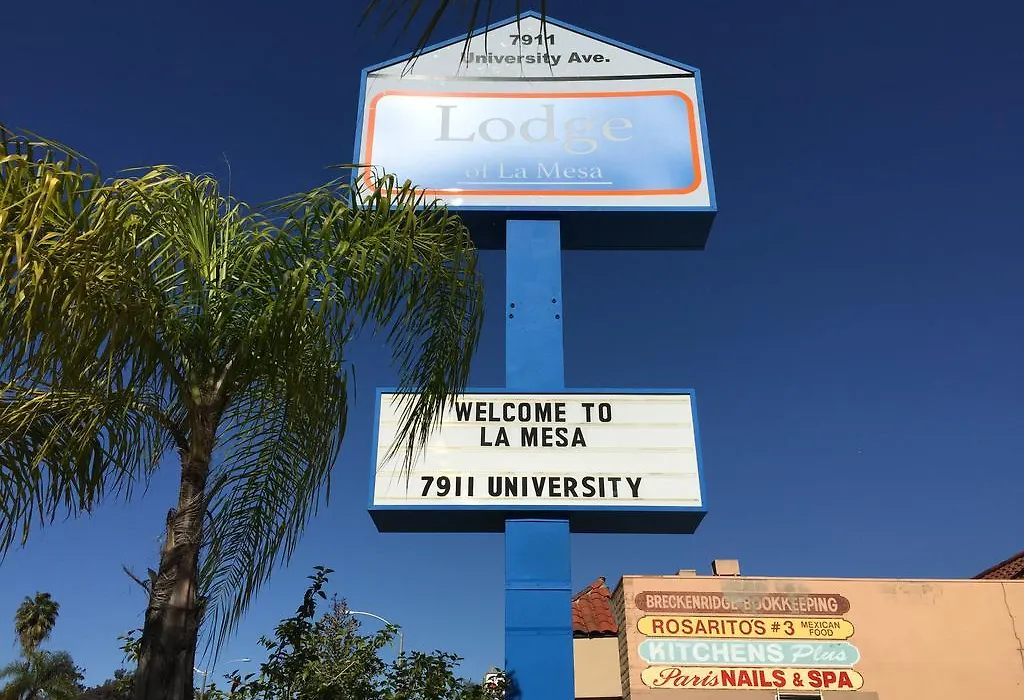 7911
University Ave.
Lodge
of La Mesa
WELCOME TO
LA MESA
7911 UNIVERSITY
BRECKENRIDGE BOOKKEEPING
ROSARITO'S #3 MEXICAN FOOD
KITCHENS Plus
Paris NAILS & SPA